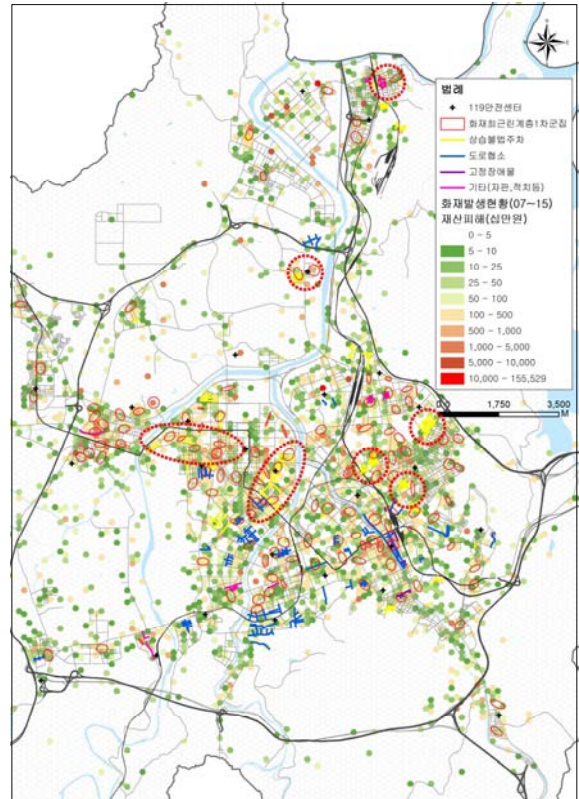 범례
119안전센터
화재최근린계층1차군집
상습불법주차
도로협소
고정장애물
기타(자판,적치등)
화재발생현황(07~15)
재산피해(십만원)
0 - 5
5 - 10
10 - 25
25 - 50
50 - 100
100 - 500
500 - 1,000
1,000 - 5,000
5,000 - 10,000
10,000 - 155,529
0 1,750 3,500
M